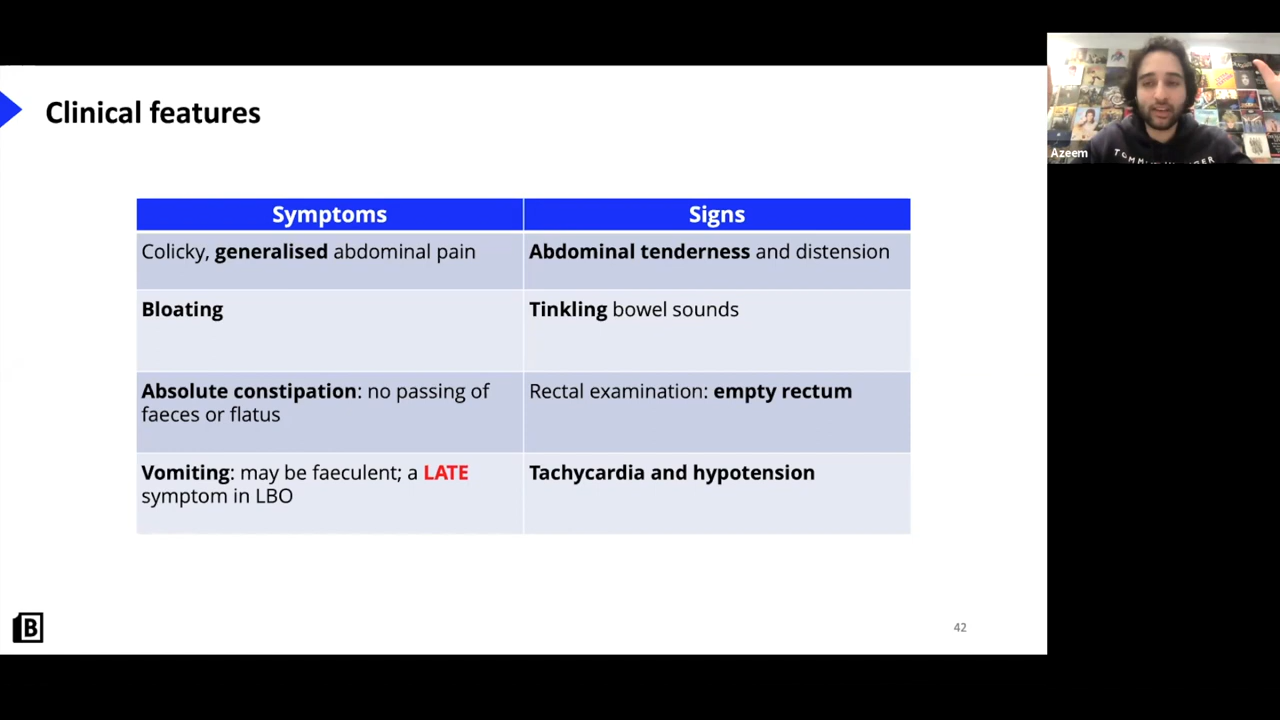 Clinical features
Symptoms
Signs
Colicky, generalised abdominal pain
Abdominal tenderness and distension
Bloating
Tinkling bowel sounds
Absolute constipation: no passing of
faeces or flatus
Rectal examination: empty rectum
Vomiting: may be faeculent; a LATE
symptom in LBO
Tachycardia and hypotension
B
42
Azeem